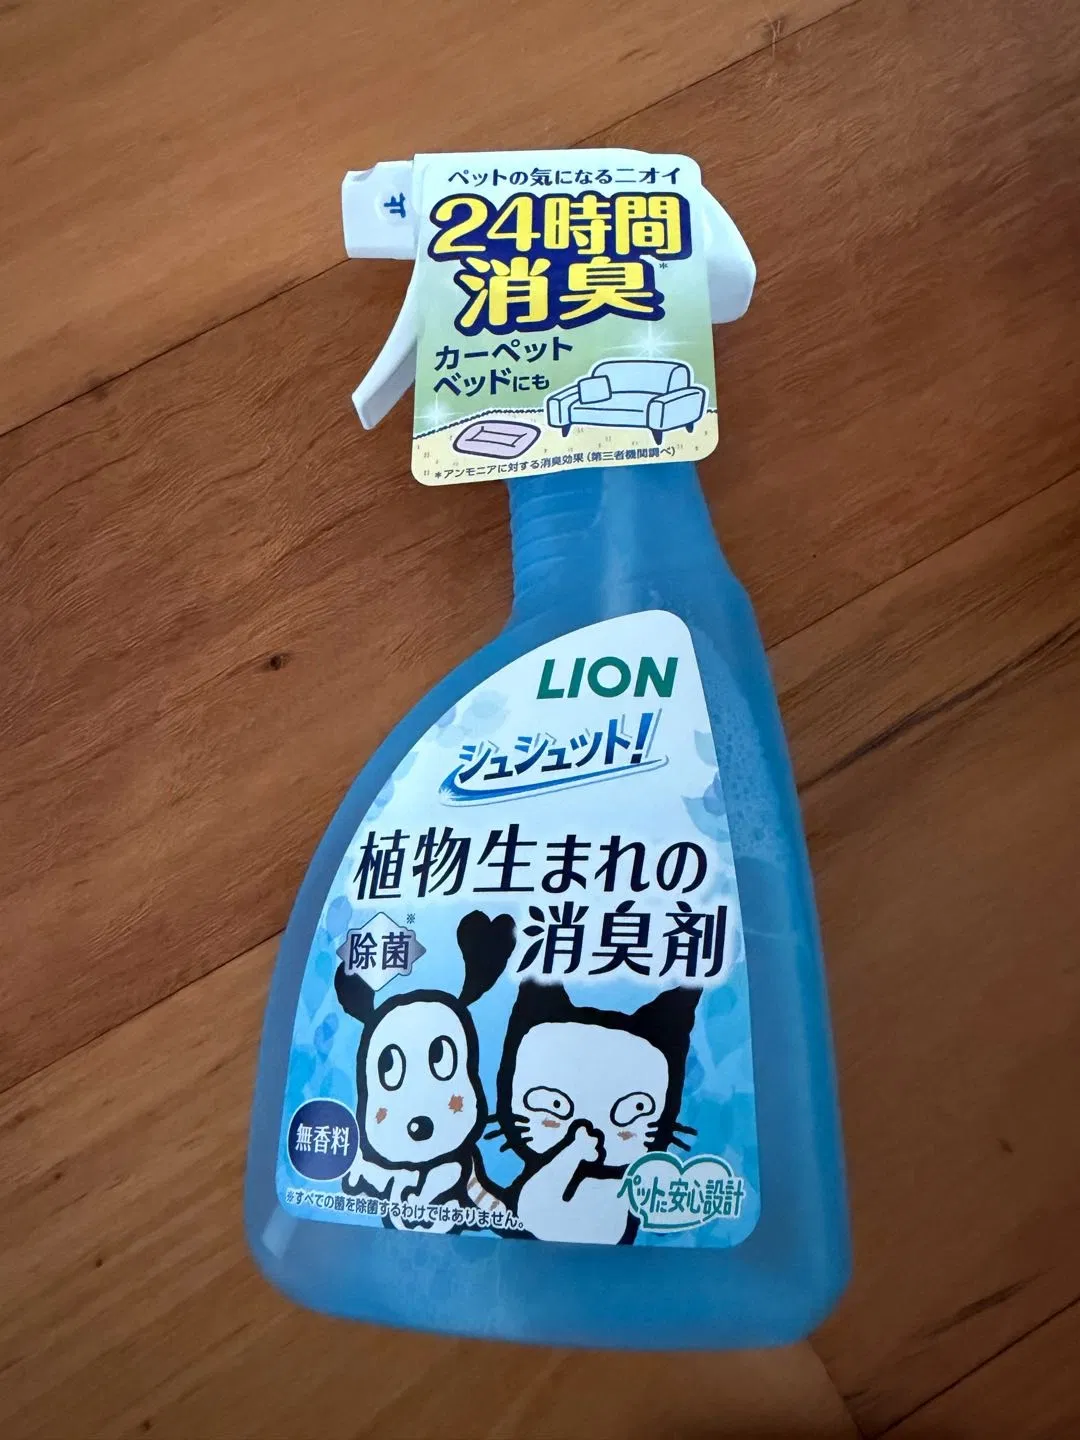 止
ペットの気になるニオイ
24時間
消臭*
カーペット
ベッドにも
*アンモニアに対する消臭効果(第三者機関調べ)
LION
シュシュット!
植物生まれの
消臭剤
除菌※
無香料
ペットに安心設計
※すべての菌を除菌するわけではありません。